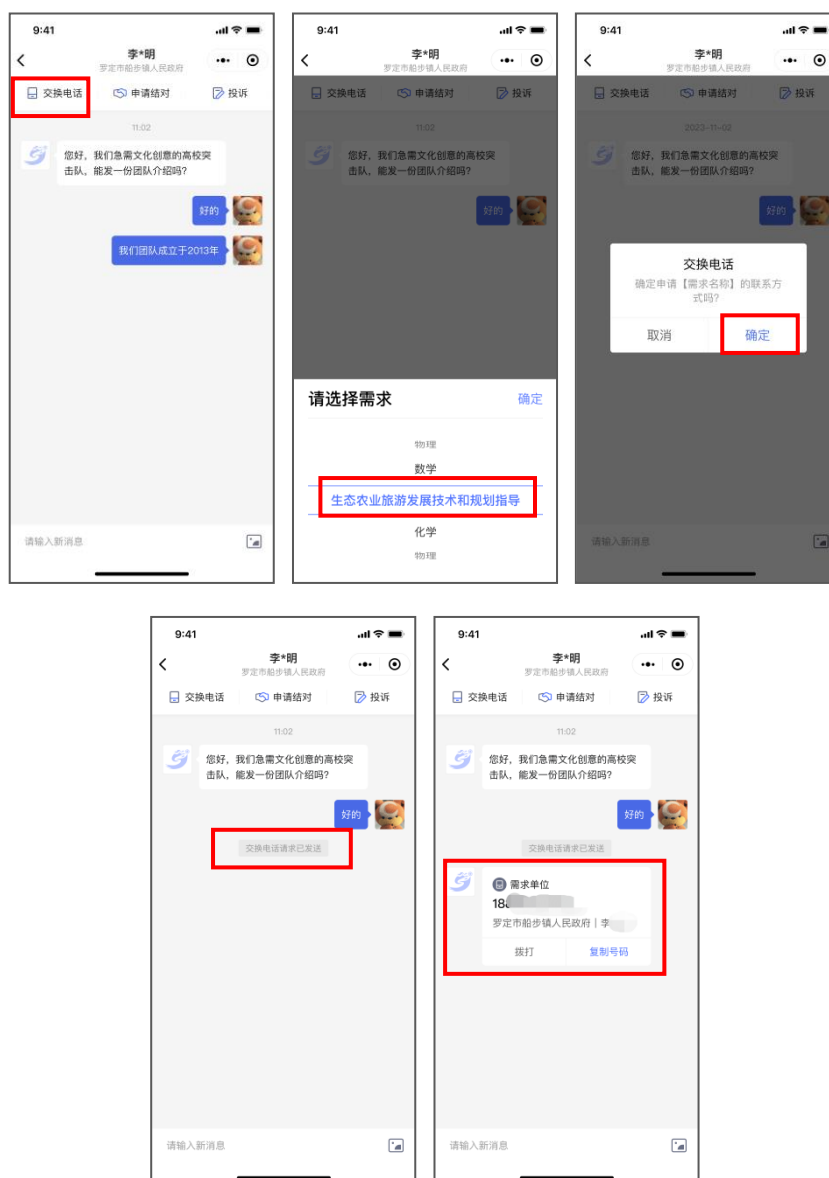 9:41
李*明
罗定市船步镇人民政府
交换电话 申请结对 投诉
11:02
您好，我们急需文化创意的高校突
击队，能发一份团队介绍吗？
好的
我们团队成立于2013年
请输入新消息
9:41
李*明
罗定市船步镇人民政府
交换电话 申请结对 投诉
11:02
您好，我们急需文化创意的高校突
击队，能发一份团队介绍吗？
好的
请选择需求 确定
物理
数学
生态农业旅游发展技术和规划指导
化学
物理
9:41
李*明
罗定市船步镇人民政府
交换电话 申请结对 投诉
2023-11-02
您好，我们急需文化创意的高校突
击队，能发一份团队介绍吗？
好的
交换电话
确定申请【需求名称】的联系方
式吗？
取消 确定
请输入新消息
9:41
李*明
罗定市船步镇人民政府
交换电话 申请结对 投诉
11:02
您好，我们急需文化创意的高校突
击队，能发一份团队介绍吗？
好的
交换电话请求已发送
请输入新消息
9:41
李*明
罗定市船步镇人民政府
交换电话 申请结对 投诉
11:02
您好，我们急需文化创意的高校突
击队，能发一份团队介绍吗？
好的
交换电话请求已发送
需求单位
18
罗定市船步镇人民政府｜李
拨打 复制号码
请输入新消息